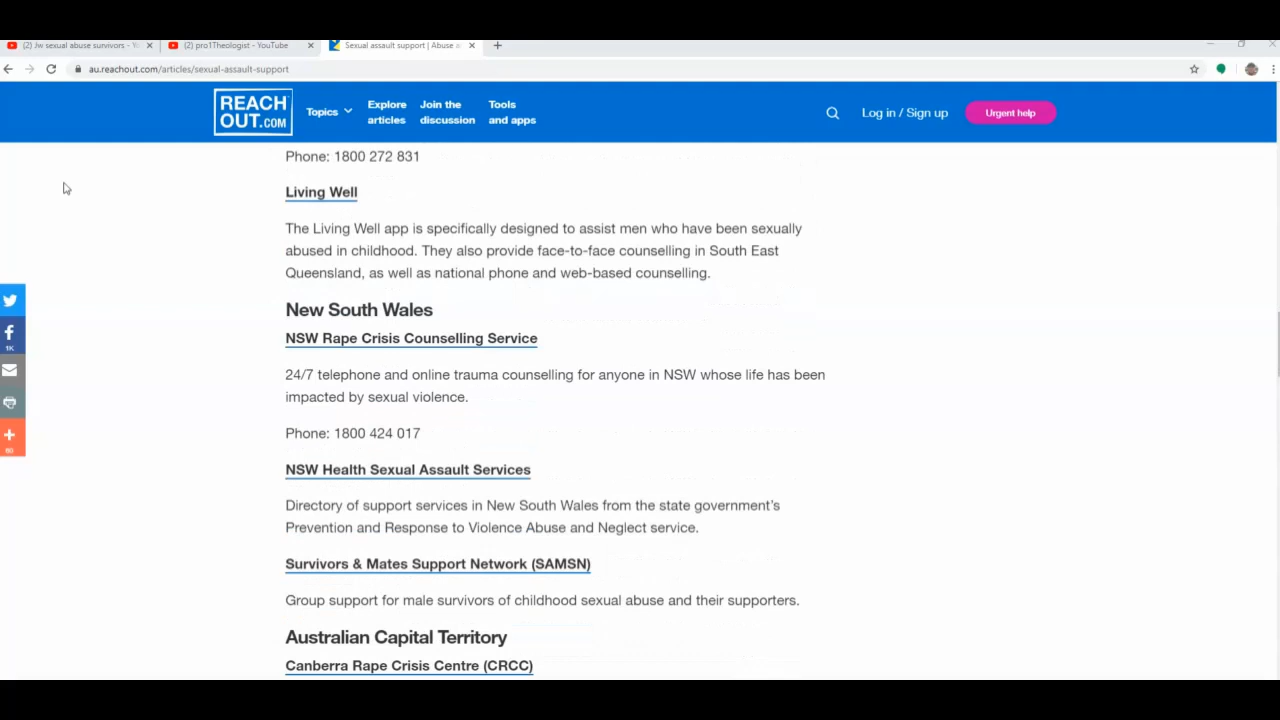 (2) Jw sexual abuse survivors - Y
(2) pro1Theologist - YouTube
Sexual assault support | Abuse a
au.reachout.com/articles/sexual-assault-support
REACH
OUT.COM
Topics
Explore
articles
Join the
discussion
Tools
and apps
Log in / Sign up
Urgent help
Phone: 1800 272 831
Living Well
The Living Well app is specifically designed to assist men who have been sexually
abused in childhood. They also provide face-to-face counselling in South East
Queensland, as well as national phone and web-based counselling.
New South Wales
NSW Rape Crisis Counselling Service
24/7 telephone and online trauma counselling for anyone in NSW whose life has been
impacted by sexual violence.
Phone: 1800 424 017
NSW Health Sexual Assault Services
Directory of support services in New South Wales from the state government's
Prevention and Response to Violence Abuse and Neglect service.
Survivors & Mates Support Network (SAMSN)
Group support for male survivors of childhood sexual abuse and their supporters.
Australian Capital Territory
Canberra Rape Crisis Centre (CRCC)
1K